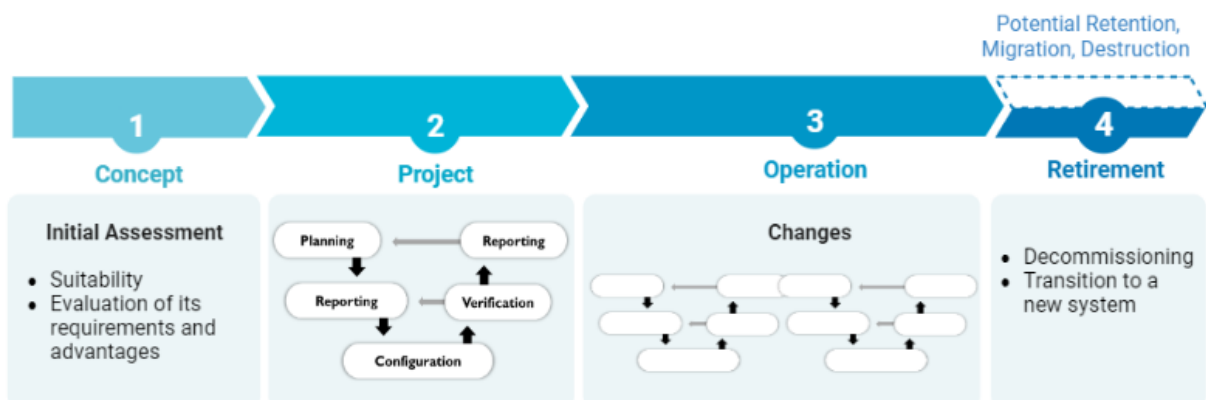 Potential Retention,
Migration, Destruction
1
2
3
4
Concept
Project
Operation
Retirement
Initial Assessment
• Suitability
• Evaluation of its
requirements and
advantages
Planning
Reporting
Reporting
Verification
Configuration
Changes
• Decommissioning
• Transition to a
new system